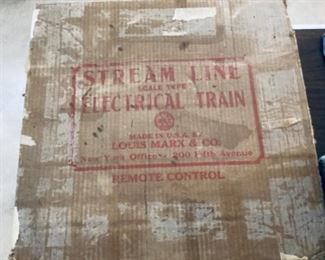 STREAM LINE
SCALE TYPE
ELECTRICAL TRAIN
MADE IN U.S.A. BY
LOUIS MARX & CO.
New York Office - 200 Fifth Avenue
REMOTE CONTROL